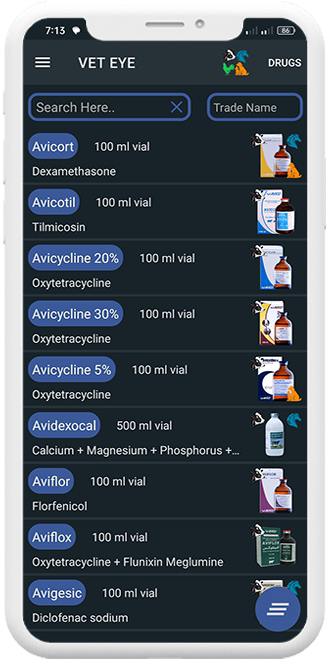 7:13
86
VET EYE
DRUGS
Search Here..
Trade Name
Avicort 100 ml vial
Dexamethasone
Avicotil 100 ml vial
Tilmicosin
Avicycline 20% 100 ml vial
Oxytetracycline
Avicycline 30% 100 ml vial
Oxytetracycline
Avicycline 5% 100 ml vial
Oxytetracycline
Avidexocal 500 ml vial
Calcium + Magnesium + Phosphorus +...
Aviflor 100 ml vial
Florfenicol
Aviflox 100 ml vial
Oxytetracycline + Flunixin Meglumine
AVIFLOX
Avigesic 100 ml vial
Diclofenac sodium